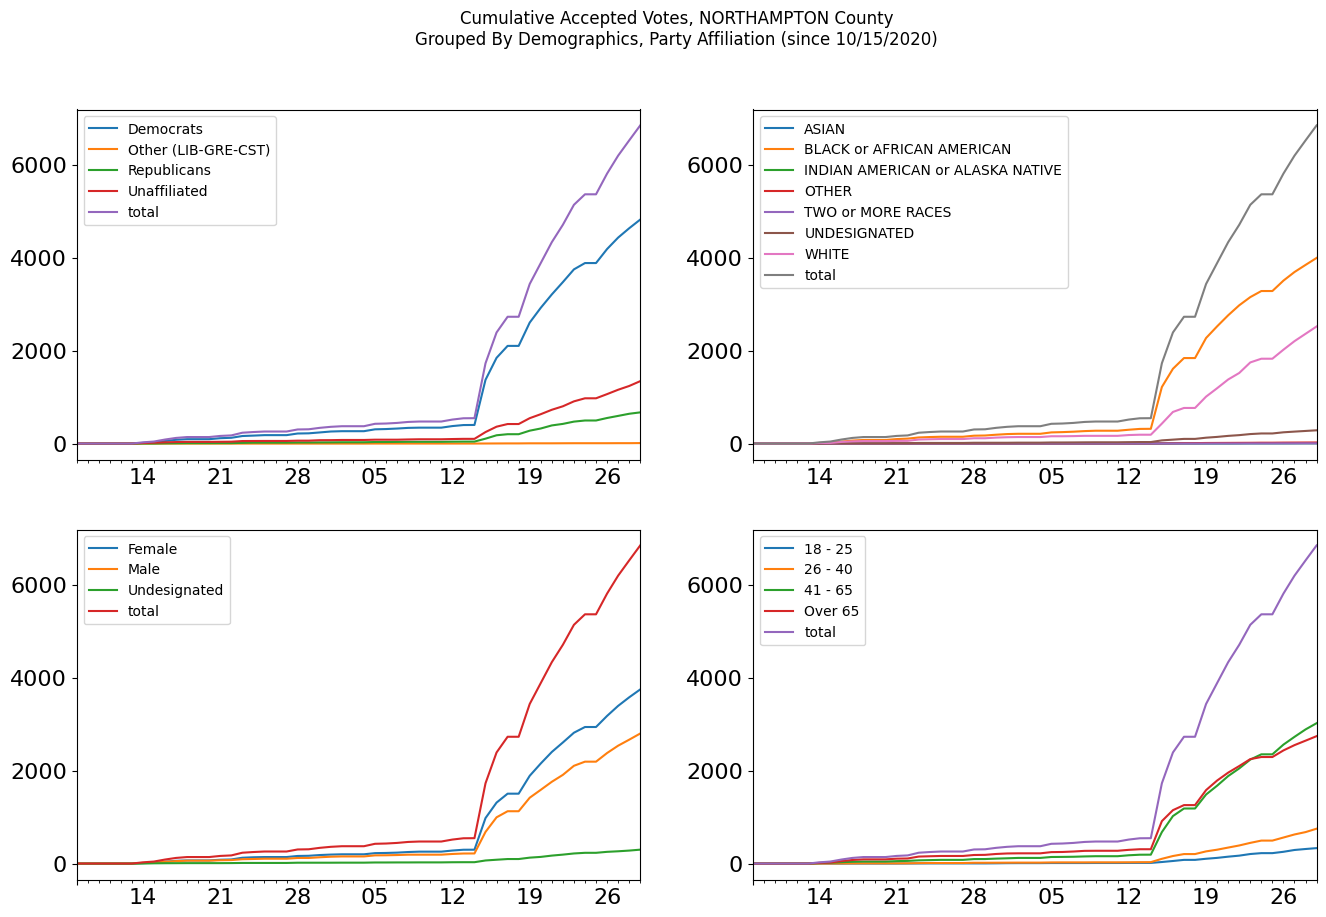 Cumulative Accepted Votes, NORTHAMPTON County
Grouped By Demographics, Party Affiliation (since 10/15/2020)
Democrats
Other (LIB-GRE-CST)
Republicans
Unaffiliated
total
6000
4000
2000
0
14 21 28 05 12 19 26
ASIAN
BLACK or AFRICAN AMERICAN
INDIAN AMERICAN or ALASKA NATIVE
OTHER
TWO or MORE RACES
UNDESIGNATED
WHITE
total
6000
4000
2000
0
14 21 28 05 12 19 26
Female
Male
Undesignated
total
6000
4000
2000
0
14 21 28 05 12 19 26
18 - 25
26 - 40
41 - 65
Over 65
total
6000
4000
2000
0
14 21 28 05 12 19 26